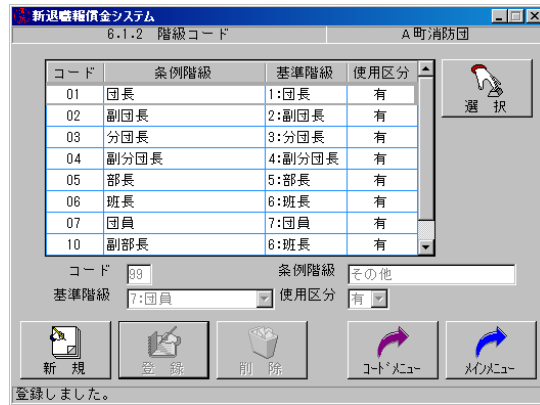 新退職報償金システム
6.1.2 階級コード A町消防団
コード 条例階級 基準階級 使用区分
01 団長 1:団長 有
02 副団長 2:副団長 有
03 分団長 3:分団長 有
04 副分団長 4:副分団長 有
05 部長 5:部長 有
06 班長 6:班長 有
07 団員 7:団員 有
10 副部長 6:班長 有
選 択
コード 99 条例階級 その他
基準階級 7:団員 使用区分 有
新 規 登 録 削 除 コードメニュー メインメニュー
登録しました。